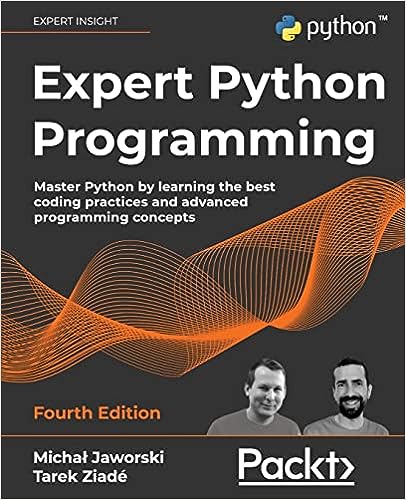 EXPERT INSIGHT
python™
Expert Python
Programming
Master Python by learning the best
coding practices and advanced
programming concepts
Fourth Edition
Michał Jaworski
Tarek Ziadé
Packt>